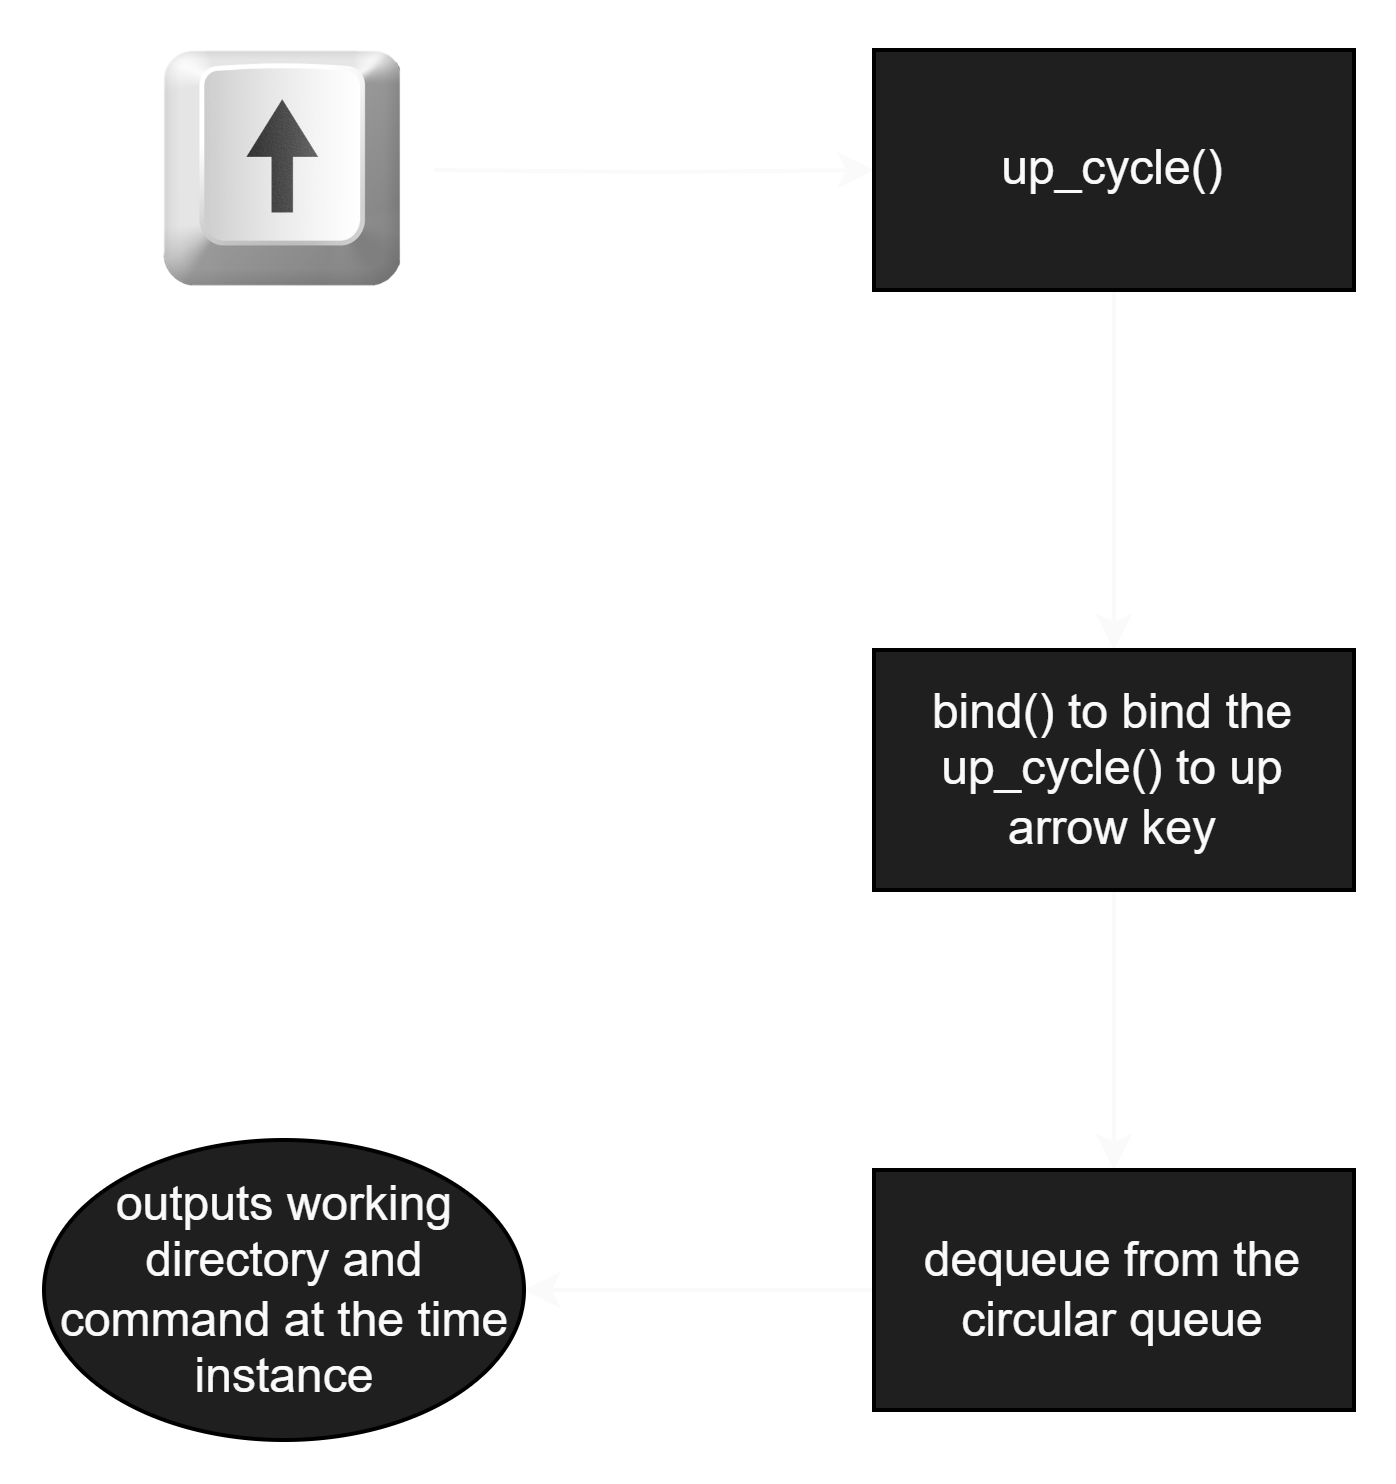 up_cycle()
bind() to bind the
up_cycle() to up
arrow key
dequeue from the
circular queue
outputs working
directory and
command at the time
instance